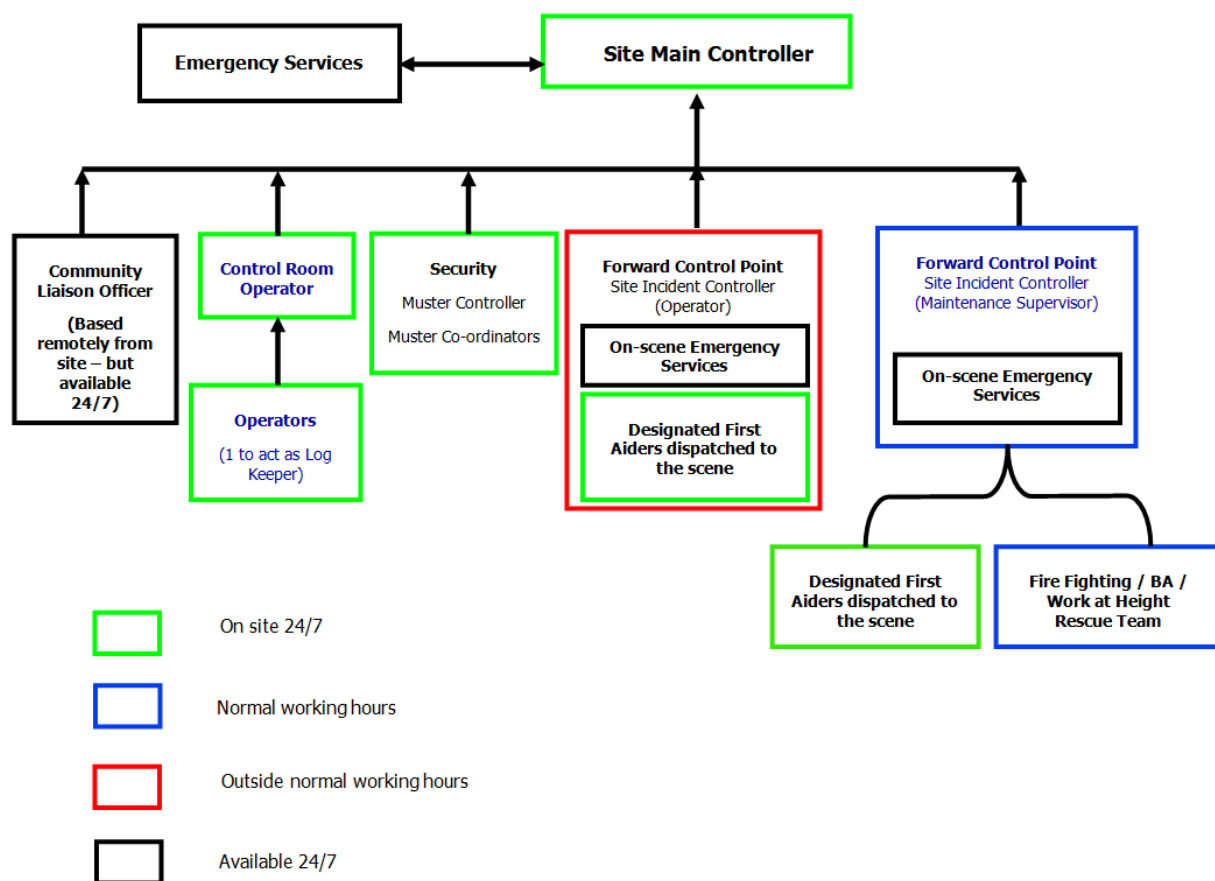 Emergency Services
Site Main Controller
Community
Liaison Officer
(Based
remotely from
site – but
available
24/7)
Control Room
Operator
Operators
(1 to act as Log
Keeper)
Security
Muster Controller
Muster Co-ordinators
Forward Control Point
Site Incident Controller
(Operator)
On-scene Emergency
Services
Designated First
Aiders dispatched to
the scene
Forward Control Point
Site Incident Controller
(Maintenance Supervisor)
On-scene Emergency
Services
Designated First
Aiders dispatched to
the scene
Fire Fighting / BA /
Work at Height
Rescue Team
On site 24/7
Normal working hours
Outside normal working hours
Available 24/7